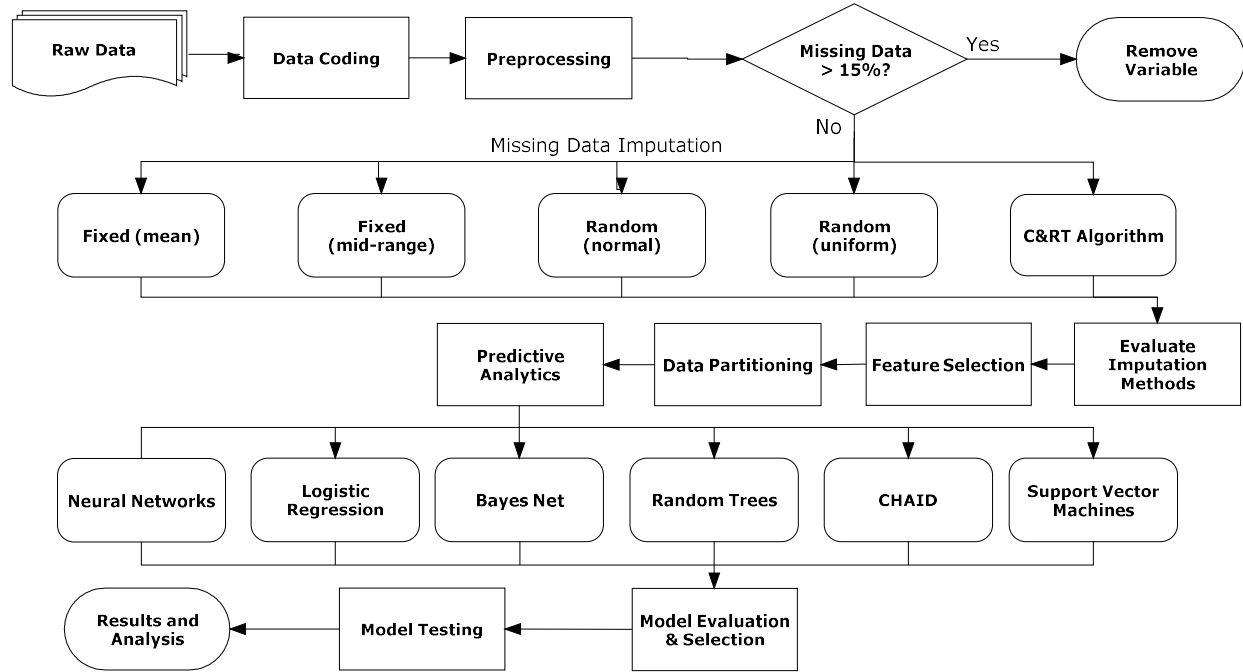 Raw Data
Data Coding
Preprocessing
Missing Data
> 15%?
Yes
Remove
Variable
No
Missing Data Imputation
Fixed (mean)
Fixed
(mid-range)
Random
(normal)
Random
(uniform)
C&RT Algorithm
Predictive
Analytics
Data Partitioning
Feature Selection
Evaluate
Imputation
Methods
Neural Networks
Logistic
Regression
Bayes Net
Random Trees
CHAID
Support Vector
Machines
Results and
Analysis
Model Testing
Model Evaluation
& Selection